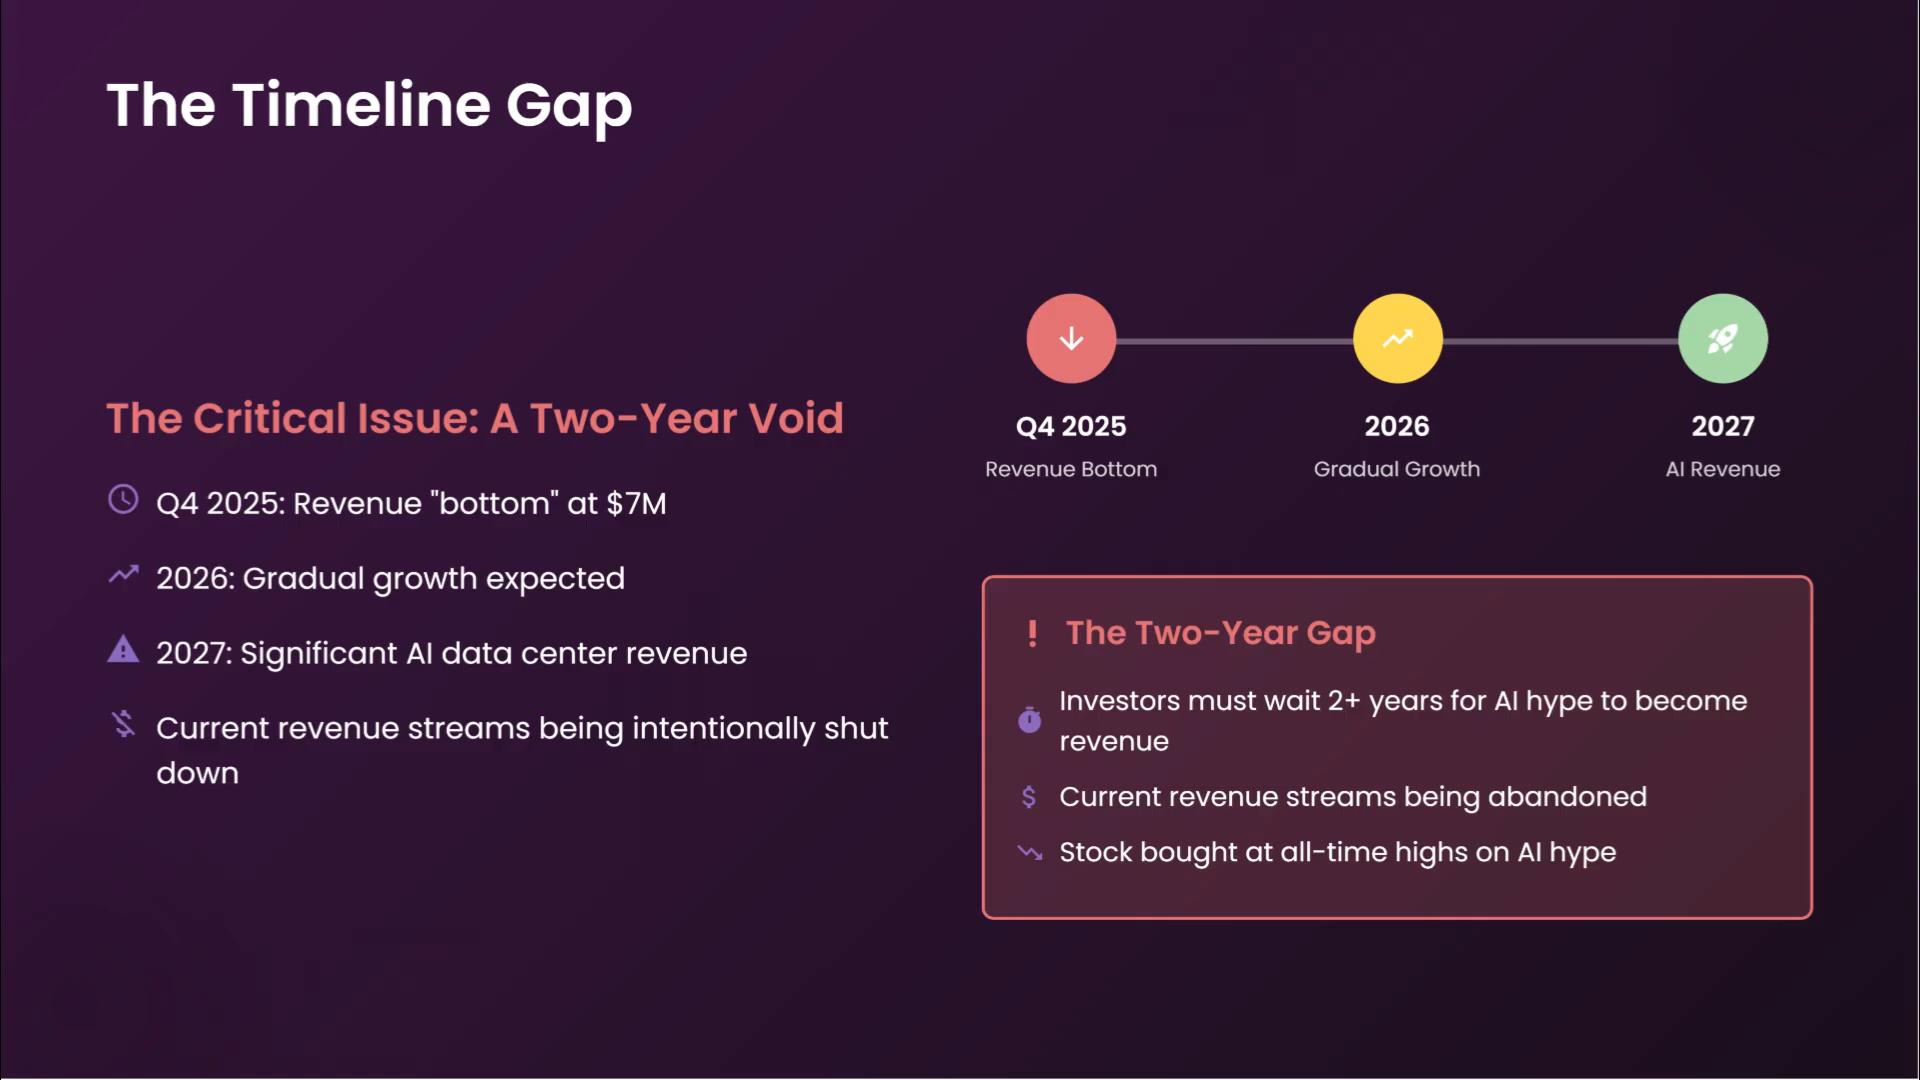 The Timeline Gap
The Critical Issue: A Two-Year Void
Q4 2025: Revenue "bottom" at $7M
2026: Gradual growth expected
2027: Significant AI data center revenue
Current revenue streams being intentionally shut
down
Q4 2025
Revenue Bottom
2026
Gradual Growth
2027
AI Revenue
The Two-Year Gap
Investors must wait 2+ years for AI hype to become
revenue
Current revenue streams being abandoned
Stock bought at all-time highs on AI hype